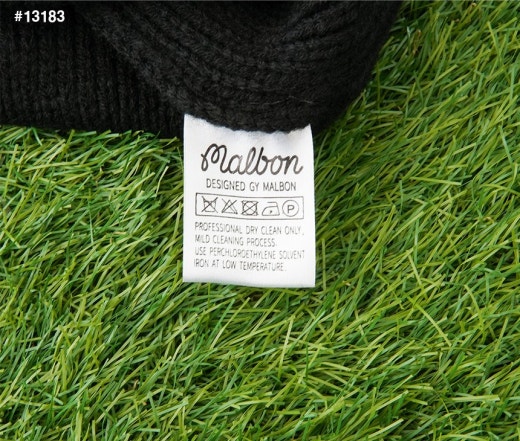 #13183
Malbon
DESIGNED GY MALBON
P
PROFESSIONAL DRY CLEAN ONLY,
MILD CLEANING PROCESS.
USE PERCHLOROETHYLENE SOLVENT
IRON AT LOW TEMPERATURE.